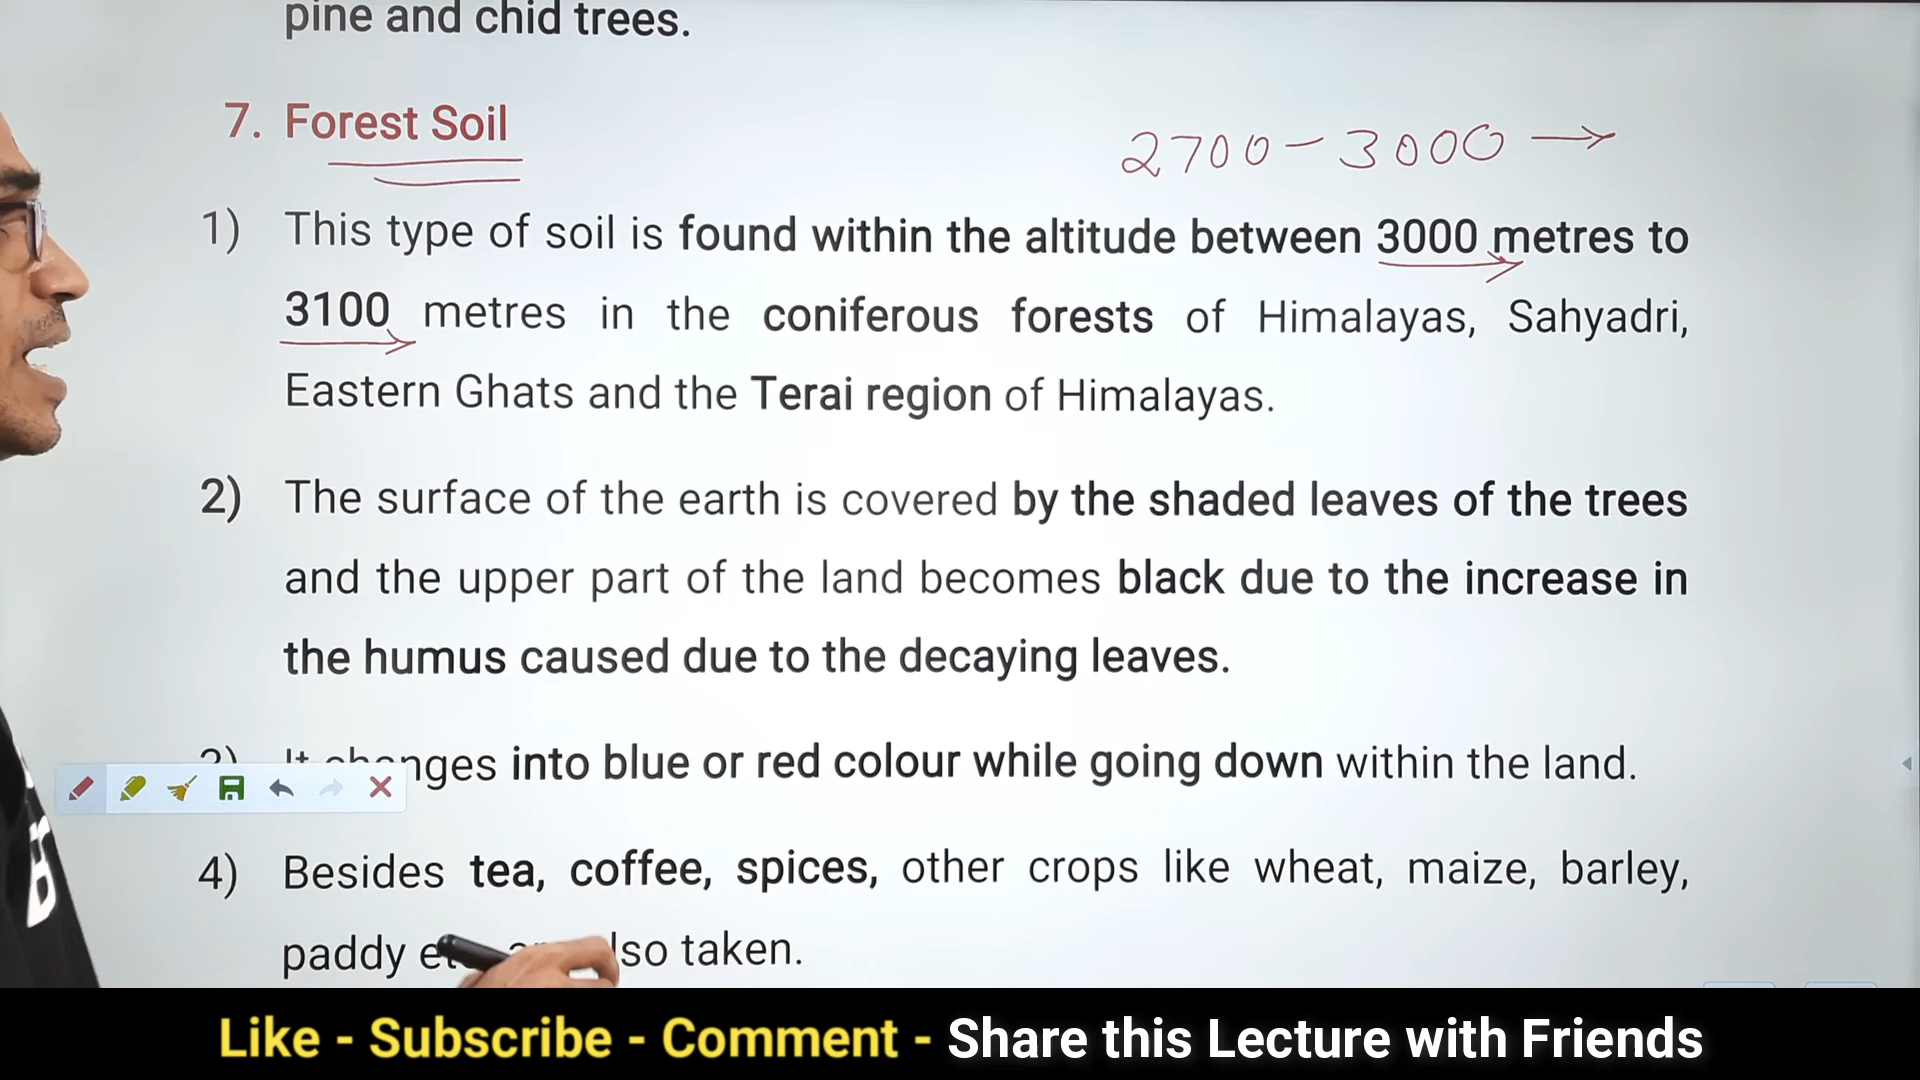 pine and chid trees.
7. Forest Soil
2700 - 3000 →
1) This type of soil is found within the altitude between 3000 metres to
3100 metres in the coniferous forests of Himalayas, Sahyadri,
Eastern Ghats and the Terai region of Himalayas.
2) The surface of the earth is covered by the shaded leaves of the trees
and the upper part of the land becomes black due to the increase in
the humus caused due to the decaying leaves.
It changes into blue or red colour while going down within the land.
4) Besides tea, coffee, spices, other crops like wheat, maize, barley,
paddy taken.
Like - Subscribe - Comment - Share this Lecture with Friends